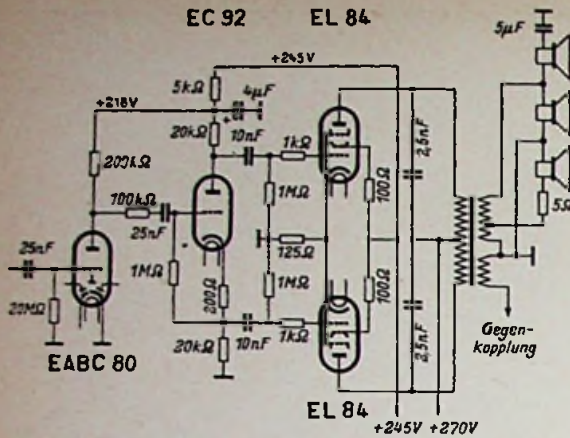 EC 92 EL 84
5µF
+245V
5kΩ
4µF
+218V
+
20kΩ
10nF
1kΩ
2,5nF
200kΩ
100kΩ
1MΩ
100Ω
5Ω
25nF
25nF
125Ω
1MΩ
200Ω
1MΩ
100Ω
20MΩ
2,5nF
20kΩ
10nF
1kΩ
Gegen-
kopplung
EABC 80
EL 84
+245V +270V